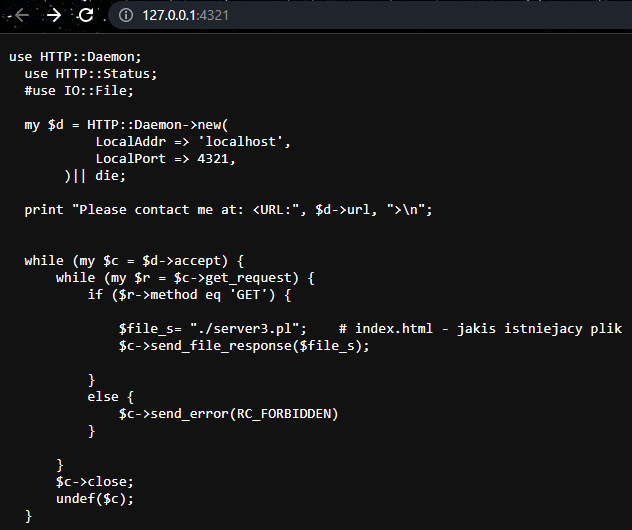 127.0.0.1:4321
use HTTP::Daemon;
  use HTTP::Status;
  #use IO::File;

  my $d = HTTP::Daemon->new(
           LocalAddr => 'localhost',
           LocalPort => 4321,
       )|| die;

  print "Please contact me at: <URL:", $d->url, ">\n";


  while (my $c = $d->accept) {
      while (my $r = $c->get_request) {
          if ($r->method eq 'GET') {

              $file_s= "./server3.pl";    # index.html - jakis istniejacy plik
              $c->send_file_response($file_s);

          }
          else {
              $c->send_error(RC_FORBIDDEN)
          }

      }
      $c->close;
      undef($c);
  }